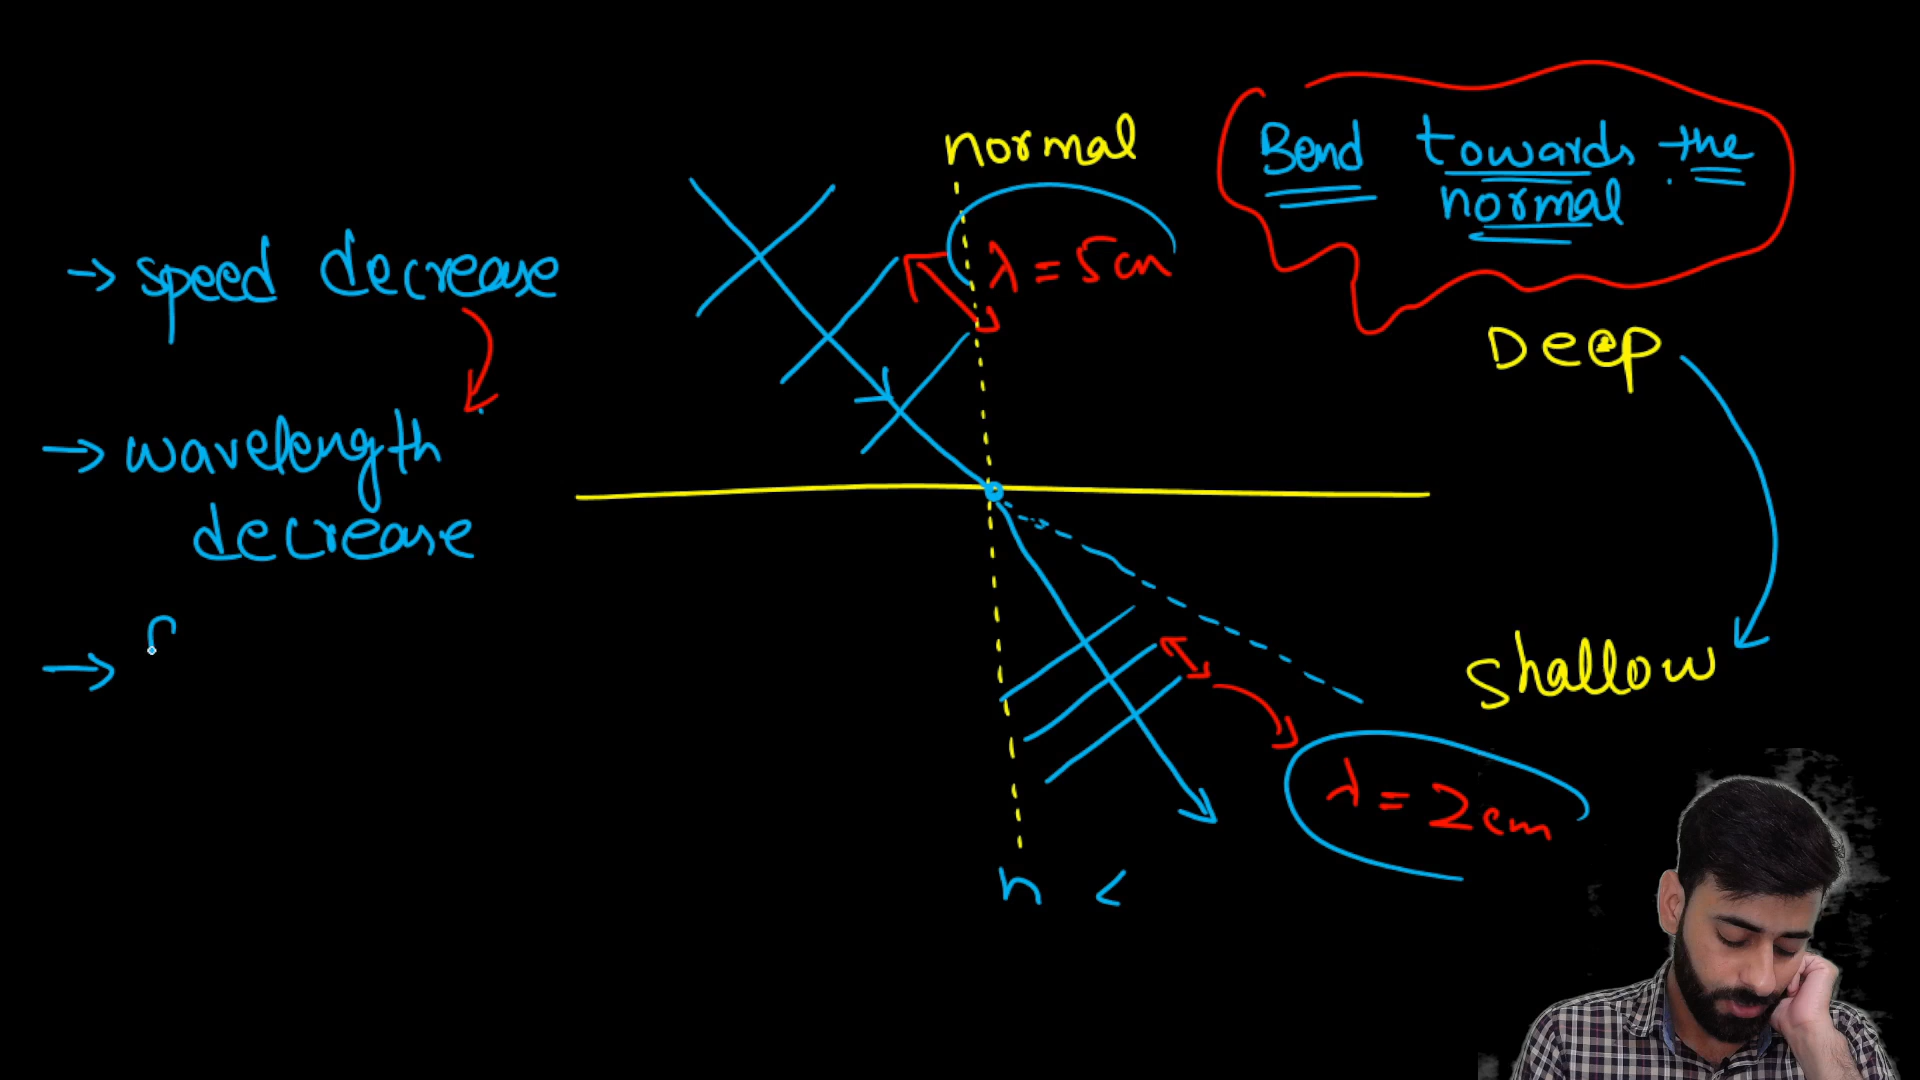 normal
Bend towards the
normal
→ speed decrease
λ = 5cm
Deep
→ wavelength
decrease
→
shallow
λ = 2cm
n <